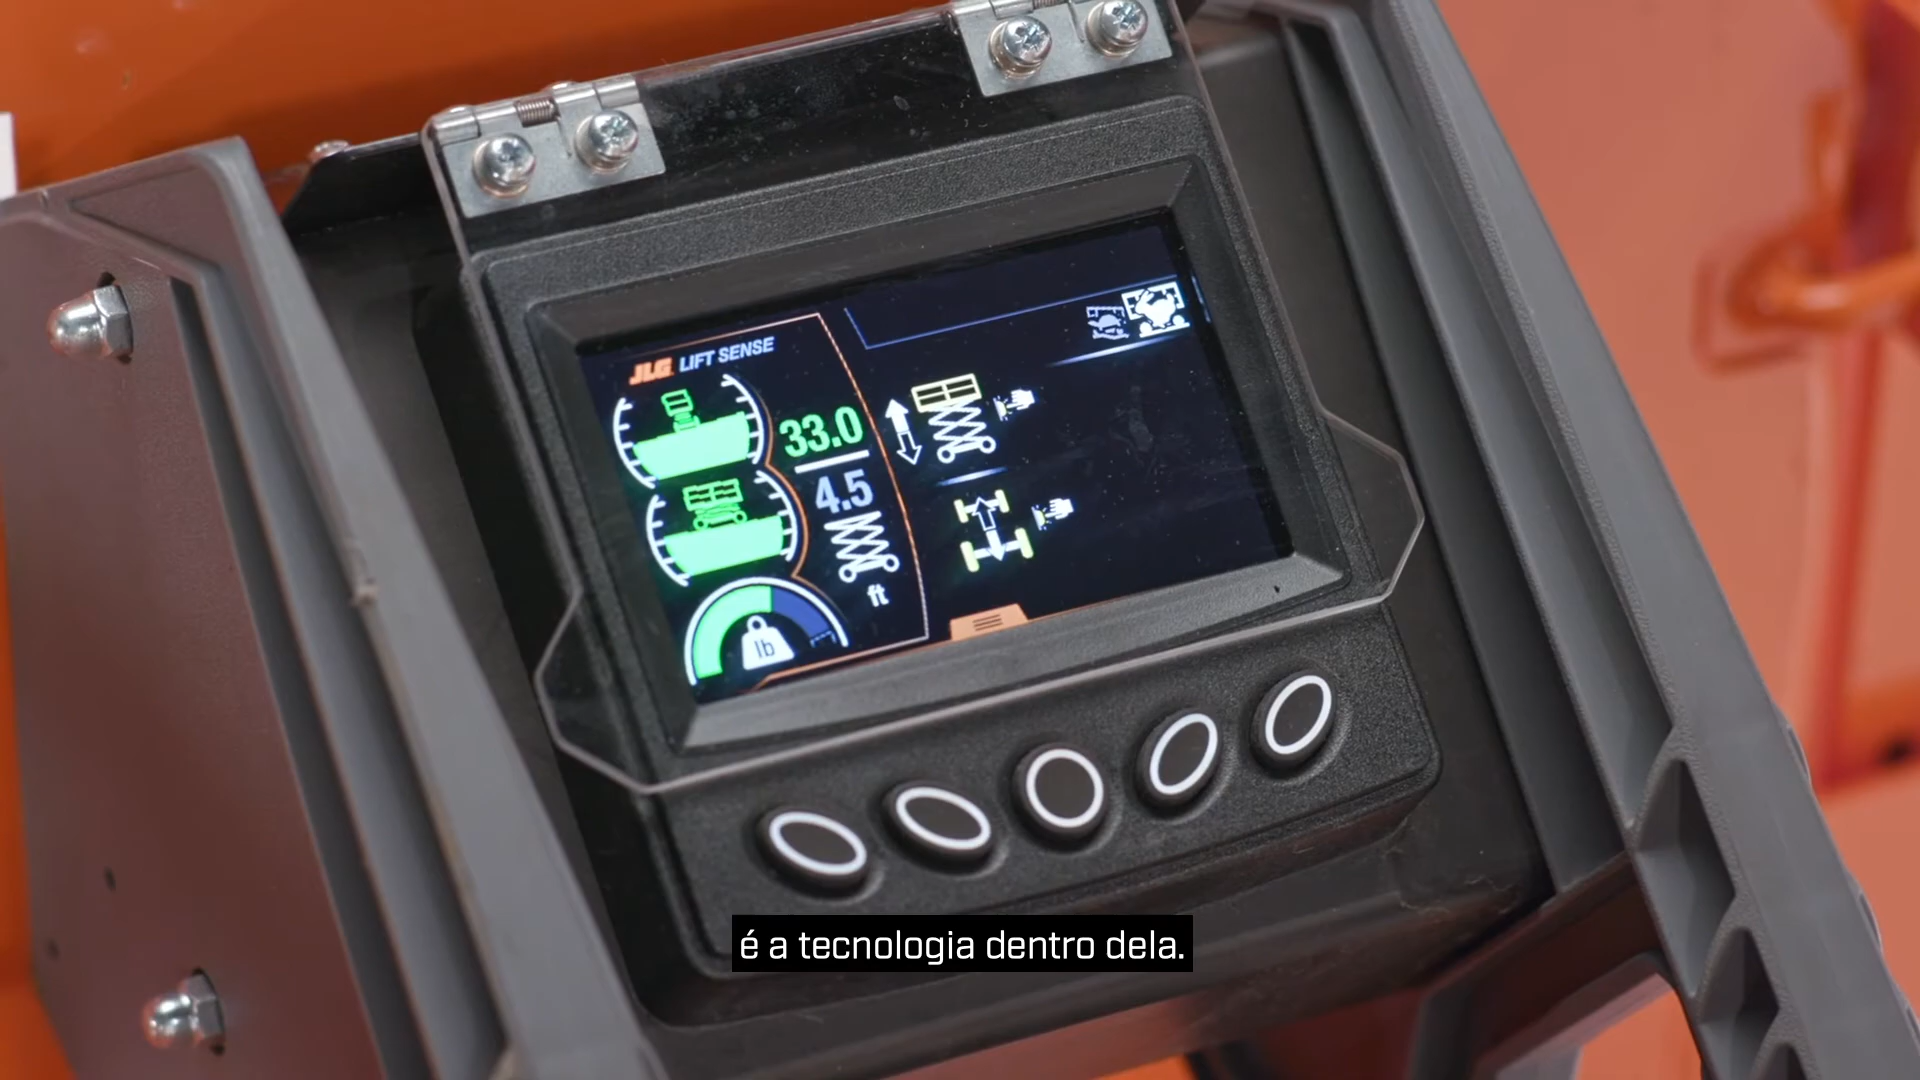 JLG LIFT SENSE
33.0
4.5
ft
lb
é a tecnologia dentro dela.